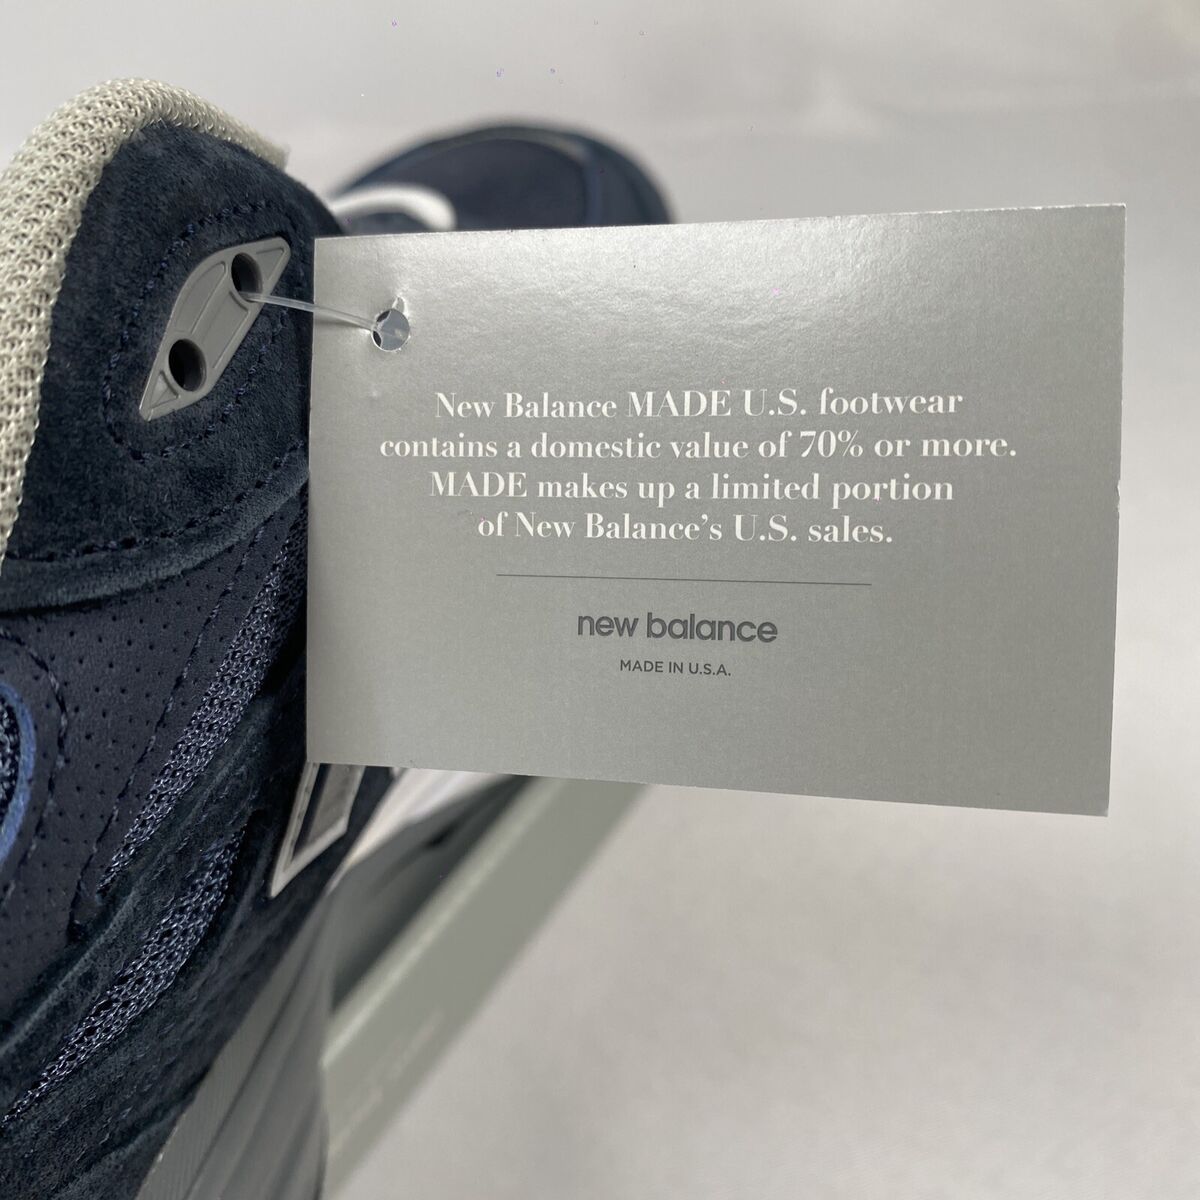 New Balance MADE U.S. footwear
contains a domestic value of 70% or more.
MADE makes up a limited portion
of New Balance's U.S. sales.
new balance
MADE IN U.S.A.